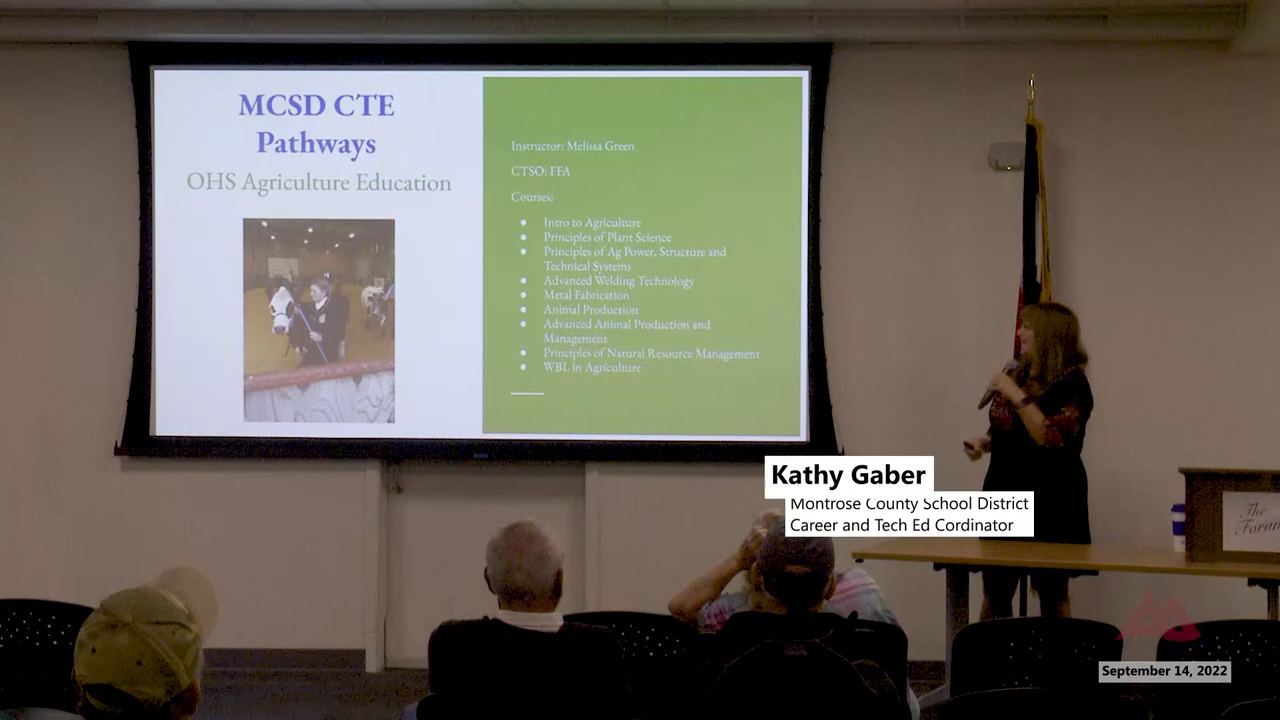 MCSD CTE
Pathways
OHS Agriculture Education
Instructor: Melissa Green
CTSO: FFA
Courses:
● Intro to Agriculture
● Principles of Plant Science
● Principles of Ag Power, Structure and
Technical Systems
● Advanced Welding Technology
● Metal Fabrication
● Animal Production
● Advanced Animal Production and
Management
● Principles of Natural Resource Management
● WBL in Agriculture
Kathy Gaber
Montrose County School District
Career and Tech Ed Cordinator
The
Forum
September 14, 2022